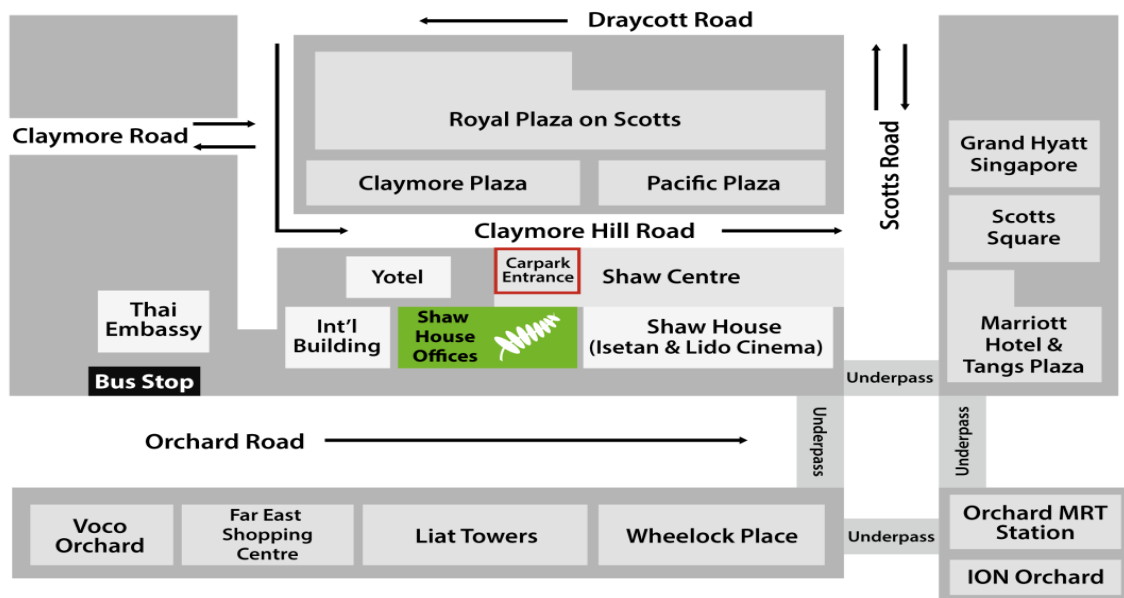 Draycott Road
Claymore Road
Royal Plaza on Scotts
Claymore Plaza
Pacific Plaza
Scotts Road
Grand Hyatt
Singapore
Scotts
Square
Claymore Hill Road
Yotel
Carpark
Entrance
Shaw Centre
Thai
Embassy
Int'l
Building
Shaw
House
Offices
Shaw House
(Isetan & Lido Cinema)
Marriott
Hotel &
Tangs Plaza
Bus Stop
Underpass
Orchard Road
Underpass
Underpass
Voco
Orchard
Far East
Shopping
Centre
Liat Towers
Wheelock Place
Underpass
Orchard MRT
Station
ION Orchard